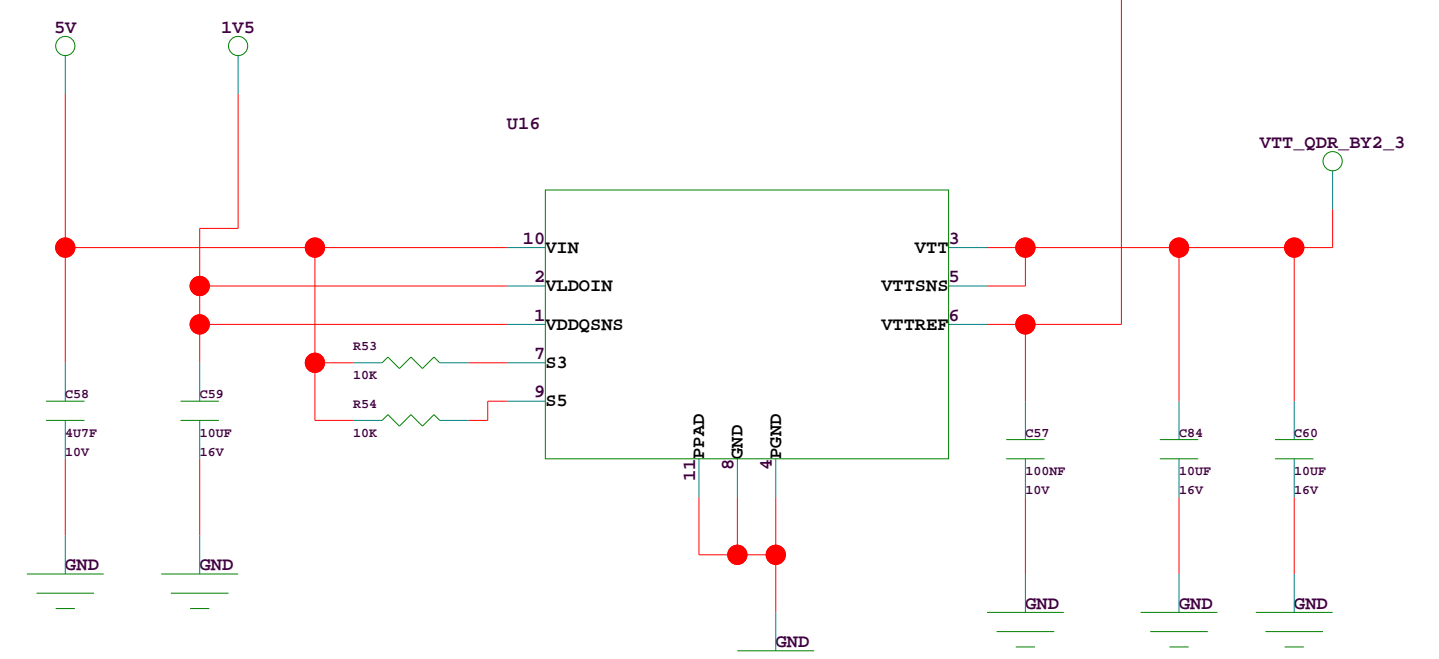 5V
1V5
U16
VTT_QDR_BY2_3
10
VIN
VTT
3
2
VLDOIN
VTTSNS
5
1
VDDQSNS
VTTREF
6
R53
10K
7
S3
R54
10K
9
S5
C58
4U7F
10V
C59
10UF
16V
PPAD
11
GND
8
PGND
4
C57
100NF
10V
C84
10UF
16V
C60
10UF
16V
GND
GND
GND
GND
GND
GND